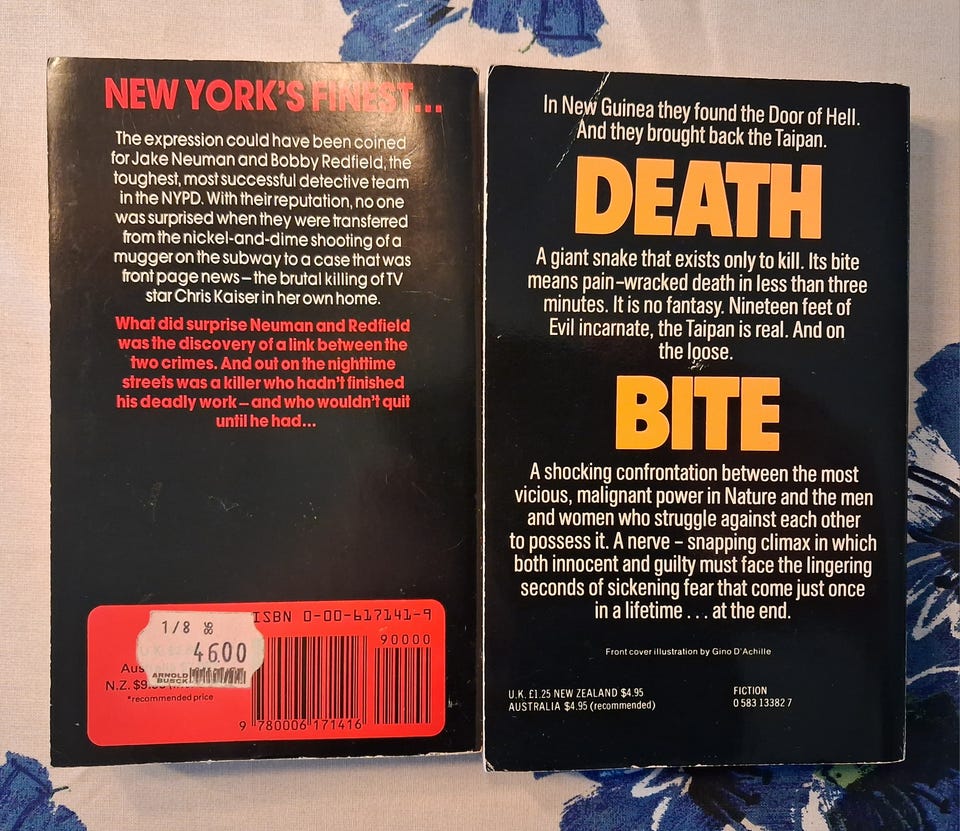 NEW YORK'S FINEST...
The expression could have been coined
for Jake Neuman and Bobby Redfield, the
toughest, most successful detective team
in the NYPD. With their reputation, no one
was surprised when they were transferred
from the nickel-and-dime shooting of a
mugger on the subway to a case that was
front page news – the brutal killing of TV
star Chris Kaiser in her own home.
What did surprise Neuman and Redfield
was the discovery of a link between the
two crimes. And out on the nighttime
streets was a killer who hadn't finished
his deadly work – and who wouldn't quit
until he had...
ISBN 0-00-617141-9
90000
1/8 86
46.00
ARNOLD
BUSCK
N.Z. $9.
*recommended price
9 780006 171416
In New Guinea they found the Door of Hell.
And they brought back the Taipan.
DEATH
A giant snake that exists only to kill. Its bite
means pain-wracked death in less than three
minutes. It is no fantasy. Nineteen feet of
Evil incarnate, the Taipan is real. And on
the loose.
BITE
A shocking confrontation between the most
vicious, malignant power in Nature and the men
and women who struggle against each other
to possess it. A nerve – snapping climax in which
both innocent and guilty must face the lingering
seconds of sickening fear that come just once
in a lifetime . . . at the end.
Front cover illustration by Gino D'Achille
U.K. £1.25 NEW ZEALAND $4.95
AUSTRALIA $4.95 (recommended)
FICTION
0 583 13382 7